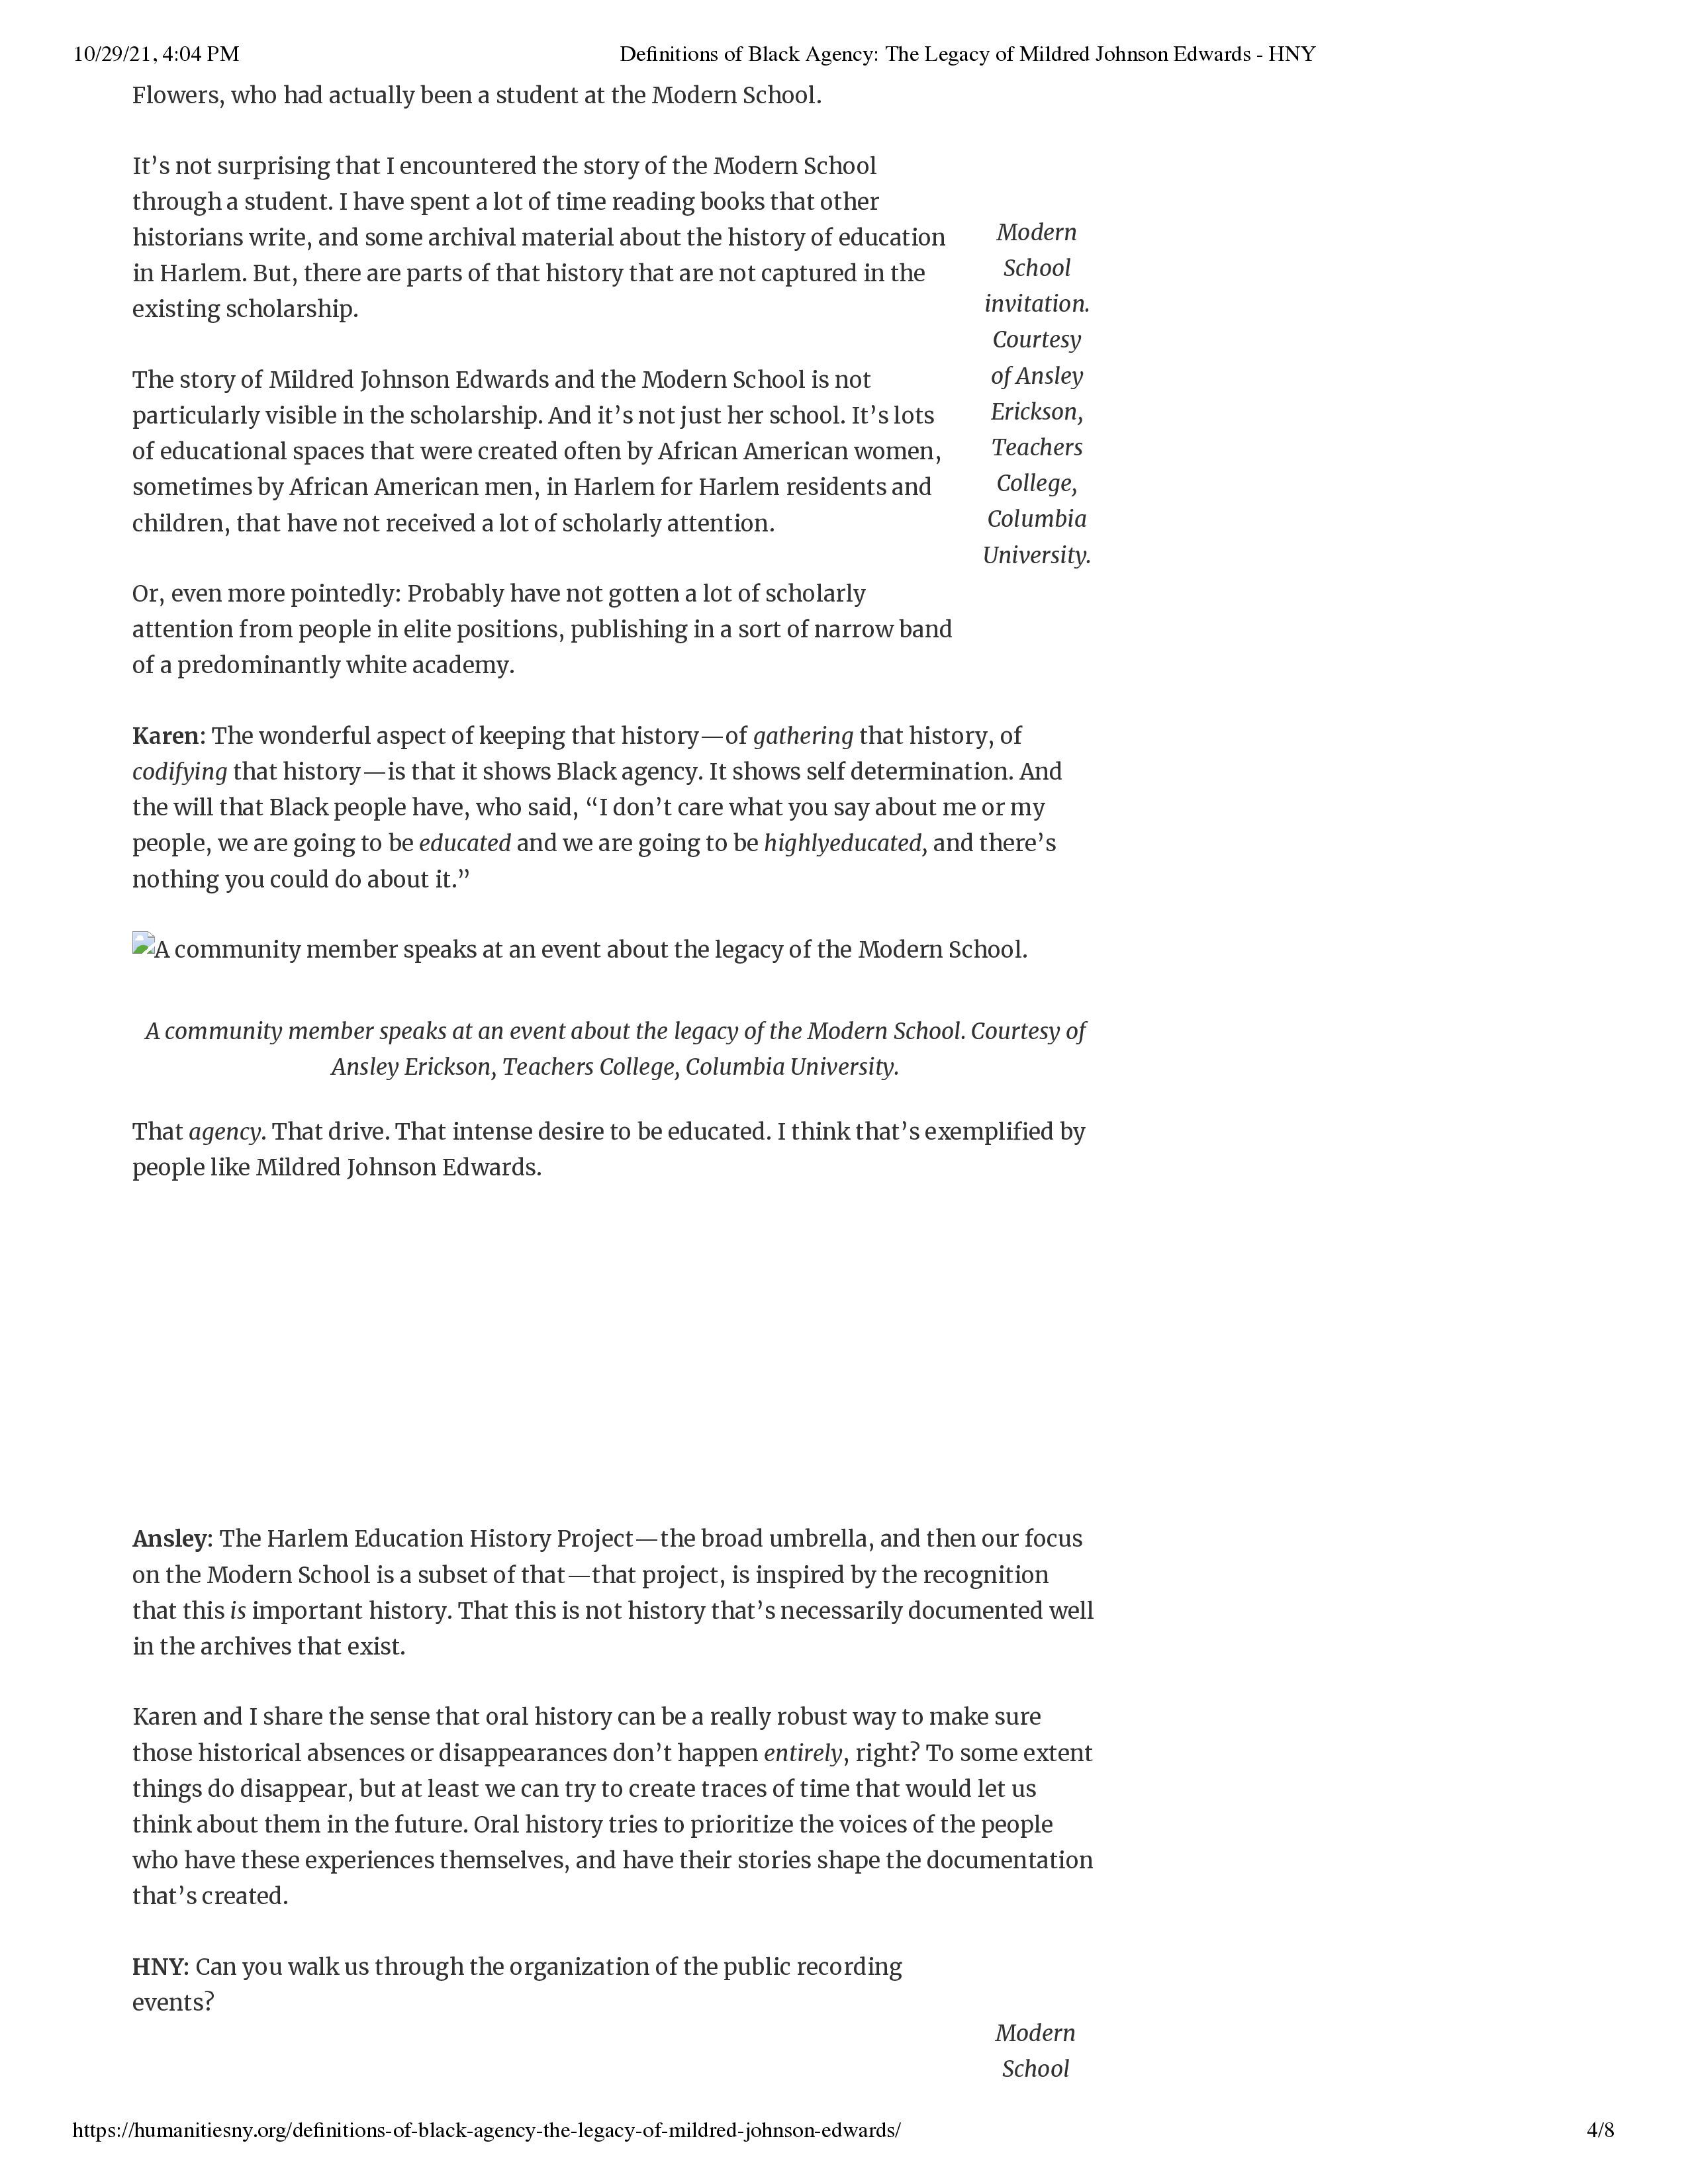 10/29/21, 4:04 PM
Definitions of Black Agency: The Legacy of Mildred Johnson Edwards - HNY
Flowers, who had actually been a student at the Modern School.
It’s not surprising that I encountered the story of the Modern School
through a student. I have spent a lot of time reading books that other
historians write, and some archival material about the history of education
in Harlem. But, there are parts of that history that are not captured in the
existing scholarship.
Modern
School
invitation.
Courtesy
of Ansley
Erickson,
Teachers
College,
Columbia
University.
The story of Mildred Johnson Edwards and the Modern School is not
particularly visible in the scholarship. And it’s not just her school. It’s lots
of educational spaces that were created often by African American women,
sometimes by African American men, in Harlem for Harlem residents and
children, that have not received a lot of scholarly attention.
Or, even more pointedly: Probably have not gotten a lot of scholarly
attention from people in elite positions, publishing in a sort of narrow band
of a predominantly white academy.
Karen: The wonderful aspect of keeping that history—of gathering that history, of
codifying that history—is that it shows Black agency. It shows self determination. And
the will that Black people have, who said, “I don’t care what you say about me or my
people, we are going to be educated and we are going to be highlyeducated, and there’s
nothing you could do about it.”
A community member speaks at an event about the legacy of the Modern School.
A community member speaks at an event about the legacy of the Modern School. Courtesy of
Ansley Erickson, Teachers College, Columbia University.
That agency. That drive. That intense desire to be educated. I think that’s exemplified by
people like Mildred Johnson Edwards.
Ansley: The Harlem Education History Project—the broad umbrella, and then our focus
on the Modern School is a subset of that—that project, is inspired by the recognition
that this is important history. That this is not history that’s necessarily documented well
in the archives that exist.
Karen and I share the sense that oral history can be a really robust way to make sure
those historical absences or disappearances don’t happen entirely, right? To some extent
things do disappear, but at least we can try to create traces of time that would let us
think about them in the future. Oral history tries to prioritize the voices of the people
who have these experiences themselves, and have their stories shape the documentation
that’s created.
HNY: Can you walk us through the organization of the public recording
events?
Modern
School
https://humanitiesny.org/definitions-of-black-agency-the-legacy-of-mildred-johnson-edwards/
4/8